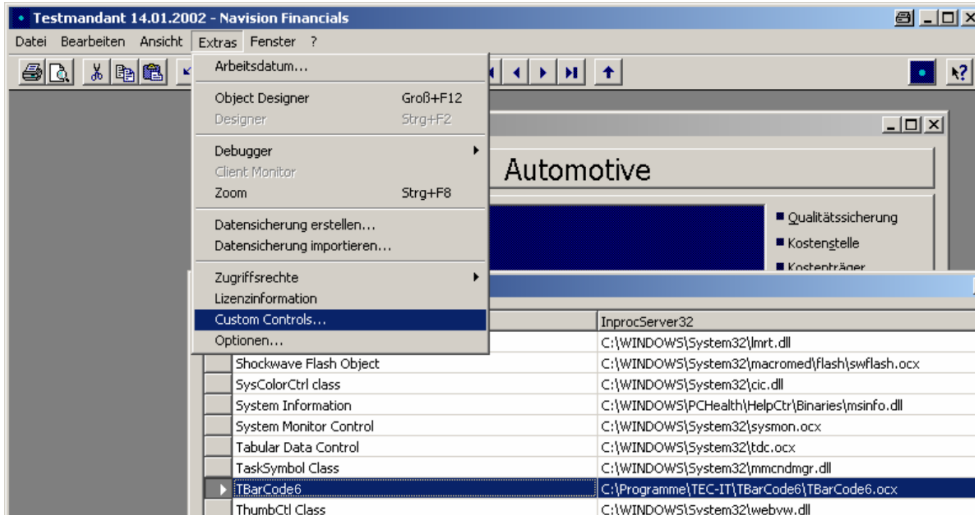 Testmandant 14.01.2002 - Navision Financials
Datei Bearbeiten Ansicht Extras Fenster ?
Arbeitsdatum...
Object Designer Groß+F12
Designer Strg+F2
Debugger
Client Monitor
Zoom Strg+F8
Datensicherung erstellen...
Datensicherung importieren...
Zugriffsrechte
Lizenzinformation
Custom Controls...
Optionen...
Automotive
Qualitätssicherung
Kostenstelle
Kostenträger
InprocServer32
C:\WINDOWS\System32\lmrt.dll
Shockwave Flash Object C:\WINDOWS\System32\macromed\flash\swflash.ocx
SysColorCtrl class C:\WINDOWS\System32\cic.dll
System Information C:\WINDOWS\PCHealth\HelpCtr\Binaries\msinfo.dll
System Monitor Control C:\WINDOWS\System32\sysmon.ocx
Tabular Data Control C:\WINDOWS\System32\tdc.ocx
TaskSymbol Class C:\WINDOWS\System32\mmcndmgr.dll
TBarCode6 C:\Programme\TEC-IT\TBarCode6\TBarCode6.ocx
ThumbCtl Class C:\WINDOWS\System32\webvw.dll